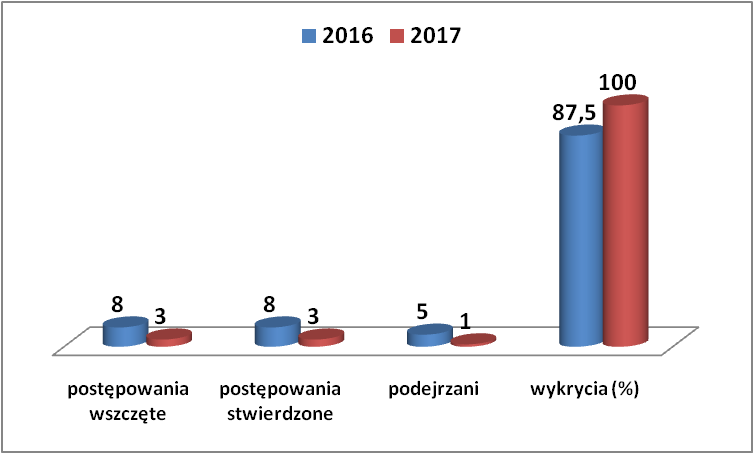 2016 2017
87,5 100
8 3 8 3 5 1
postępowania wszczęte
postępowania stwierdzone
podejrzani
wykrycia (%)